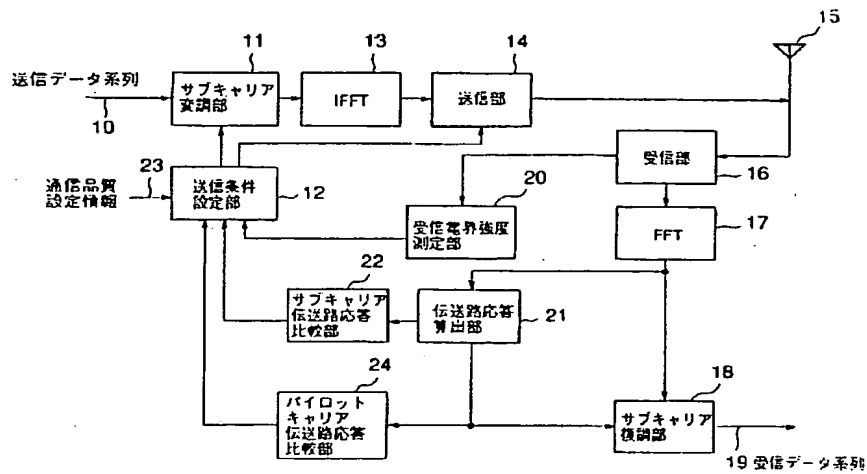 11
13
14
15
送信データ系列
10
サブキャリア
変調部
IFFT
送信部
受信部
16
通信品質
設定情報
23
送信条件
設定部
12
20
受信電界強度
測定部
FFT
17
22
サブキャリア
伝送路応答
比較部
伝送路応答
算出部
21
24
パイロット
キャリア
伝送路応答
比較部
18
サブキャリア
復調部
19 受信データ系列